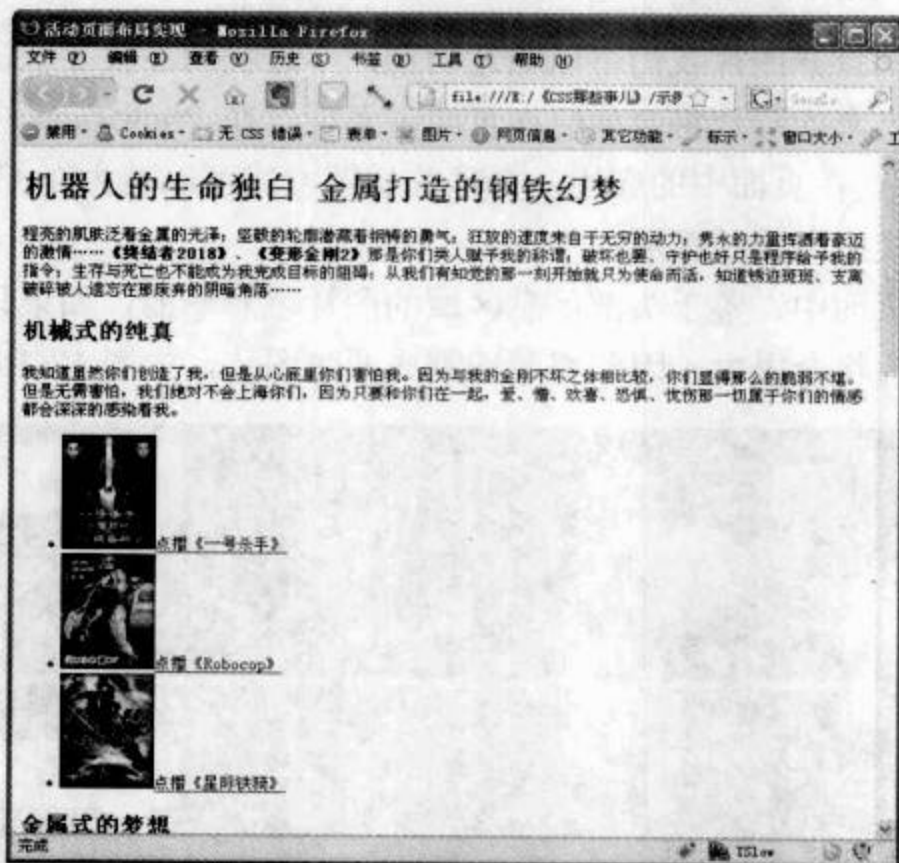 活动页面布局实现 - Mozilla Firefox
文件 (F) 编辑 (E) 查看 (V) 历史 (S) 书签 (B) 工具 (T) 帮助 (H)
file:///E:/《CSS那些事儿》/示例
禁用 Cookies 无 CSS 错误 表单 图片 网页信息 其它功能 标示 窗口大小 工
机器人的生命独白 金属打造的钢铁幻梦
程亮的肌肤泛着金属的光泽；坚毅的轮廓潜藏着钢铸的勇气；狂放的速度来自于无穷的动力；隽永的力量挥洒着豪迈
的激情……《终结者2018》、《变形金刚2》那是你们类人赋予我的称谓；破坏也罢、守护也好只是程序给予我的
指令；生存与死亡也不能成为我完成目标的阻碍；从我们有知觉的那一刻开始就只为使命而活，知道锈迹斑斑、支离
破碎被人遗忘在那废弃的阴暗角落……
机械式的纯真
我知道虽然你们创造了我，但是从心底里你们害怕我。因为与我的金刚不坏之体相比较，你们显得那么的脆弱不堪。
但是无需害怕，我们绝对不会上海你们，因为只要和你们在一起，爱、憎、欢喜、恐惧、忧伤那一切属于你们的情感
都会深深的感染着我。
点播《一号杀手》
ROBOCOP
点播《Robocop》
点播《星际铁骑》
金属式的梦想
完成
YSlow